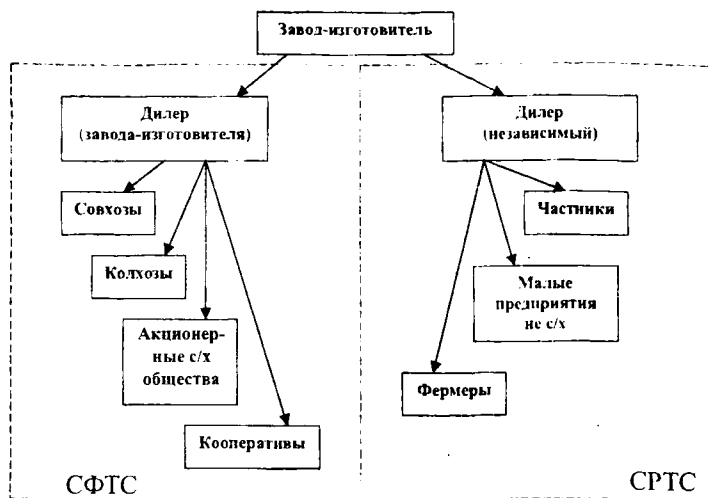 Завод-изготовитель
Дилер
(завода-изготовителя)
Дилер
(независимый)
Совхозы
Частники
Колхозы
Малые
предприятия
не с/х
Акционер-
ные с/х
общества
Фермеры
Кооперативы
СФТС
СРТС